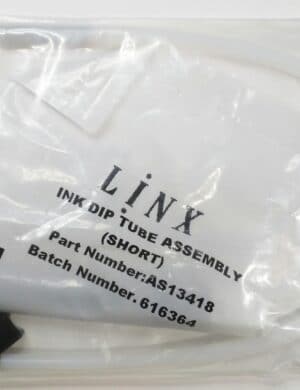 LiNX
INK DIP TUBE ASSEMBLY
(SHORT)
Part Number:AS13418
Batch Number. 616364